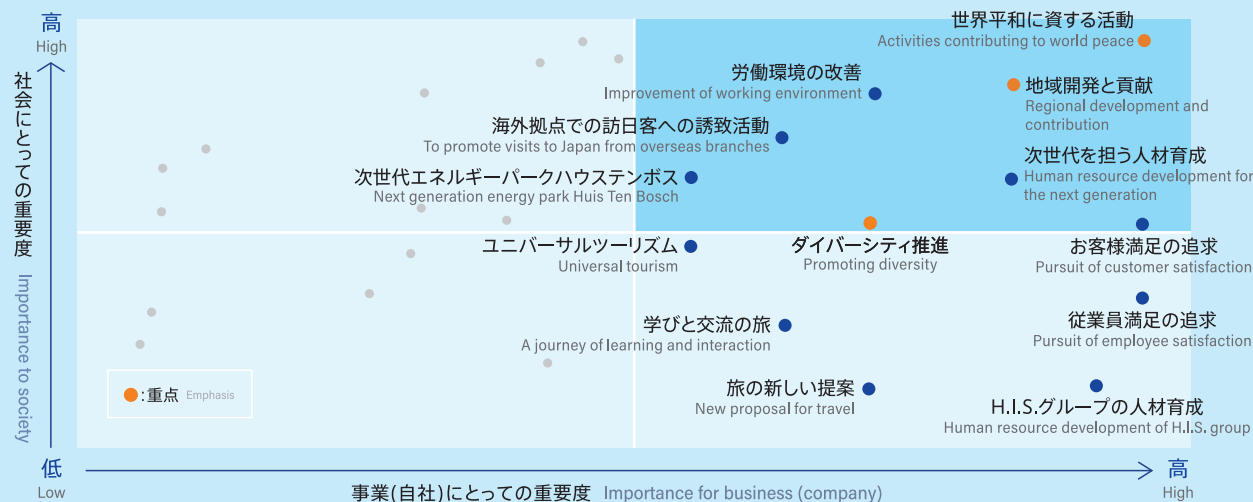 高
High
社会にとっての重要度
Importance to society
世界平和に資する活動
Activities contributing to world peace
労働環境の改善
Improvement of working environment
地域開発と貢献
Regional development and
contribution
海外拠点での訪日客への誘致活動
To promote visits to Japan from overseas branches
次世代を担う人材育成
Human resource development for
the next generation
次世代エネルギーパークハウステンボス
Next generation energy park Huis Ten Bosch
ユニバーサルツーリズム
Universal tourism
ダイバーシティ推進
Promoting diversity
お客様満足の追求
Pursuit of customer satisfaction
学びと交流の旅
A journey of learning and interaction
従業員満足の追求
Pursuit of employee satisfaction
:重点 Emphasis
旅の新しい提案
New proposal for travel
H.I.S.グループの人材育成
Human resource development of H.I.S. group
低
Low
事業(自社)にとっての重要度 Importance for business (company)
高
High